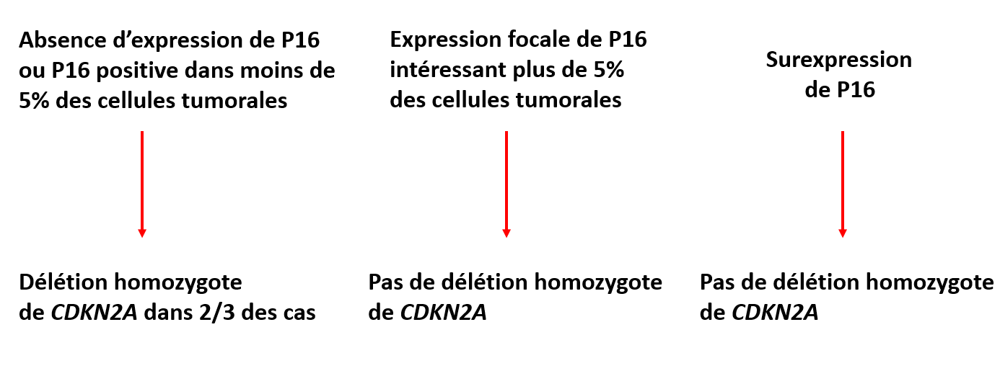 Absence d’expression de P16
ou P16 positive dans moins de
5% des cellules tumorales
Expression focale de P16
intéressant plus de 5%
des cellules tumorales
Surexpression
de P16
Délétion homozygote
de CDKN2A dans 2/3 des cas
Pas de délétion homozygote
de CDKN2A
Pas de délétion homozygote
de CDKN2A